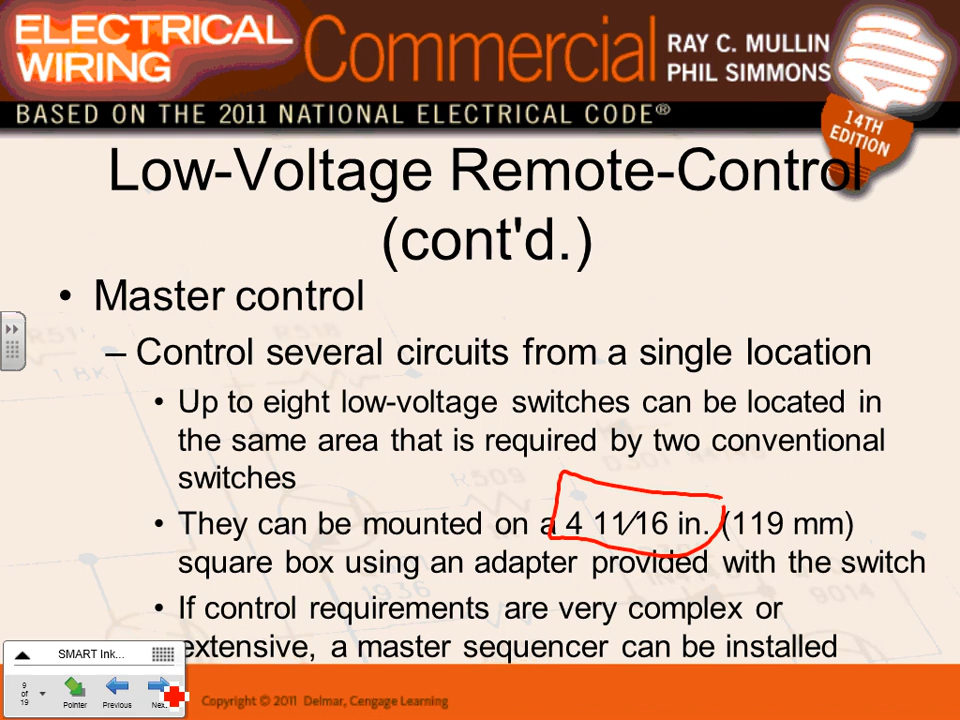 ELECTRICAL
WIRING
Commercial
RAY C. MULLIN
PHIL SIMMONS
BASED ON THE 2011 NATIONAL ELECTRICAL CODE®
14TH
EDITION
Low-Voltage Remote-Control
(cont'd.)
• Master control
– Control several circuits from a single location
• Up to eight low-voltage switches can be located in
the same area that is required by two conventional
switches
• They can be mounted on a 4 11⁄16 in. (119 mm)
square box using an adapter provided with the switch
• If control requirements are very complex or
extensive, a master sequencer can be installed
R509
1936
9014
SMART Ink...
9
of
19
Pointer
Previous
Copyright © 2011 Delmar, Cengage Learning